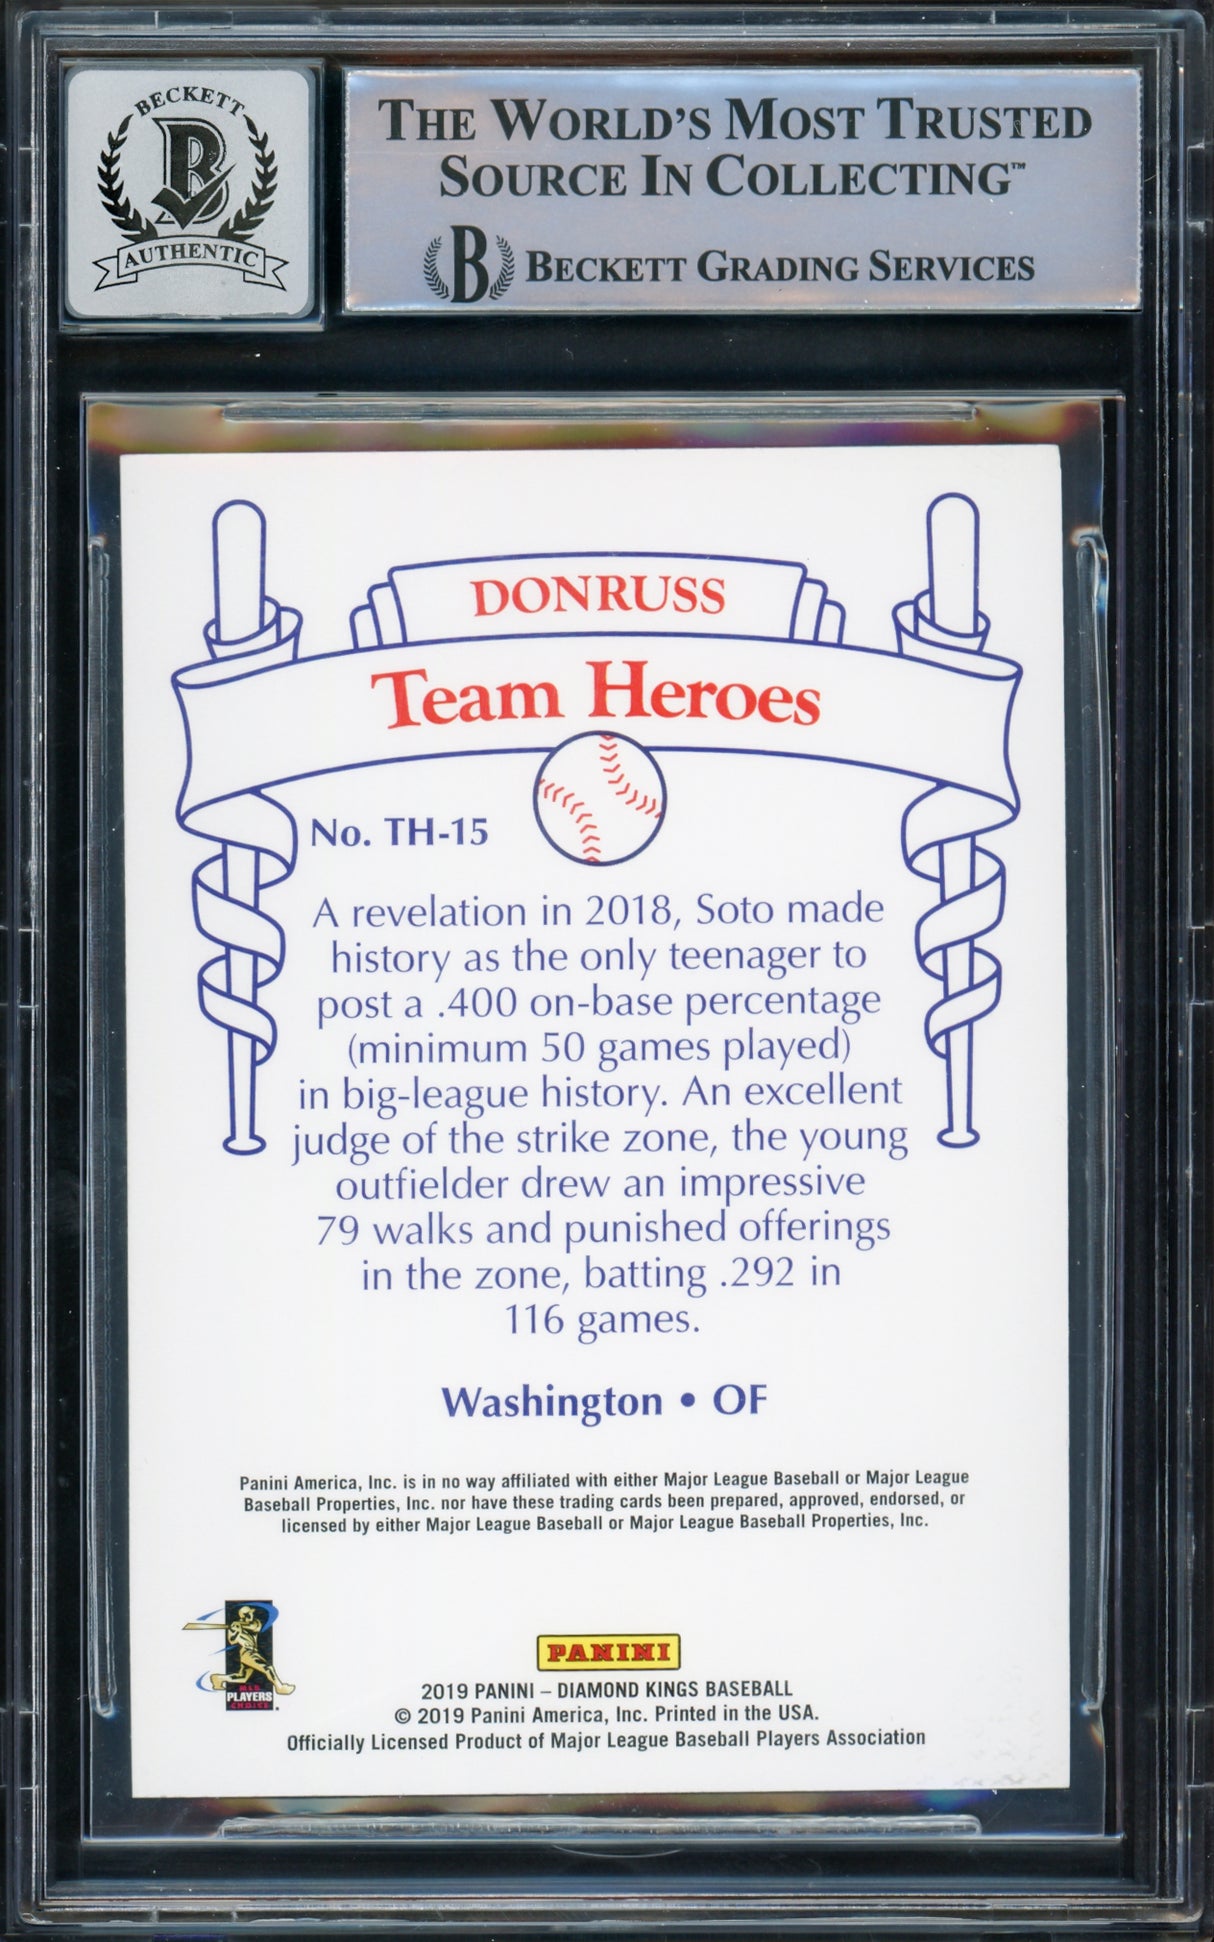 BECKETT
B
AUTHENTIC
THE WORLD'S MOST TRUSTED
SOURCE IN COLLECTING™
B BECKETT GRADING SERVICES
DONRUSS
Team Heroes
No. TH-15
A revelation in 2018, Soto made
history as the only teenager to
post a .400 on-base percentage
(minimum 50 games played)
in big-league history. An excellent
judge of the strike zone, the young
outfielder drew an impressive
79 walks and punished offerings
in the zone, batting .292 in
116 games.
Washington • OF
Panini America, Inc. is in no way affiliated with either Major League Baseball or Major League
Baseball Properties, Inc. nor have these trading cards been prepared, approved, endorsed, or
licensed by either Major League Baseball or Major League Baseball Properties, Inc.
MLB
PLAYERS
CHOICE
PANINI
2019 PANINI – DIAMOND KINGS BASEBALL
© 2019 Panini America, Inc. Printed in the USA.
Officially Licensed Product of Major League Baseball Players Association